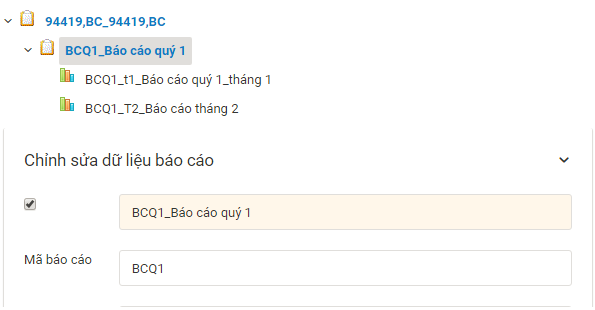 94419,BC_94419,BC
BCQ1_Báo cáo quý 1
BCQ1_t1_Báo cáo quý 1_tháng 1
BCQ1_T2_Báo cáo tháng 2
Chỉnh sửa dữ liệu báo cáo
BCQ1_Báo cáo quý 1
Mã báo cáo
BCQ1